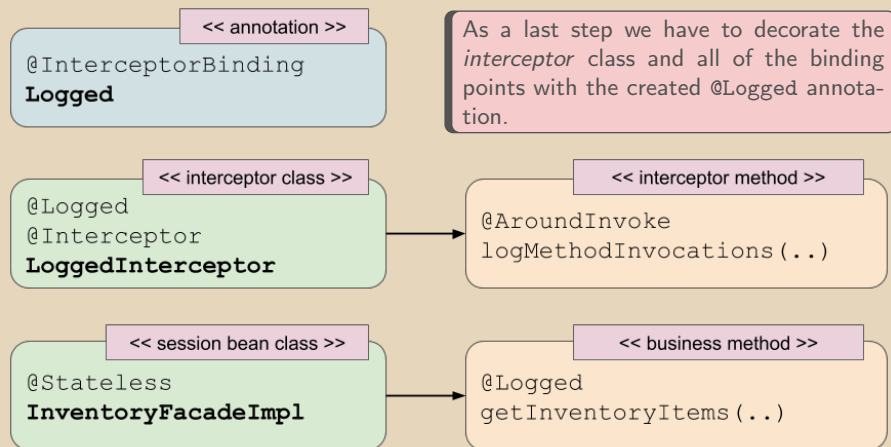 << annotation >>
@InterceptorBinding
Logged
As a last step we have to decorate the
interceptor class and all of the binding
points with the created @Logged annota-
tion.
<< interceptor class >>
@Logged
@Interceptor
LoggedInterceptor
<< interceptor method >>
@AroundInvoke
logMethodInvocations(..)
<< session bean class >>
@Stateless
InventoryFacadeImpl
<< business method >>
@Logged
getInventoryItems(..)